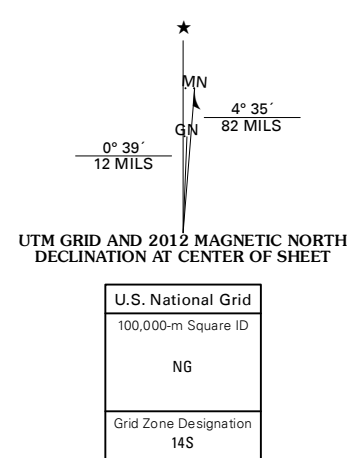 MN
4° 35´
82 MILS
GN
0° 39´
12 MILS
UTM GRID AND 2012 MAGNETIC NORTH
DECLINATION AT CENTER OF SHEET
U.S. National Grid
100,000-m Square ID
NG
Grid Zone Designation
14S